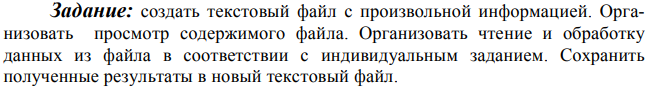 Задание: создать текстовый файл с произвольной информацией. Орга-
низовать просмотр содержимого файла. Организовать чтение и обработку
данных из файла в соответствии с индивидуальным заданием. Сохранить
полученные результаты в новый текстовый файл.